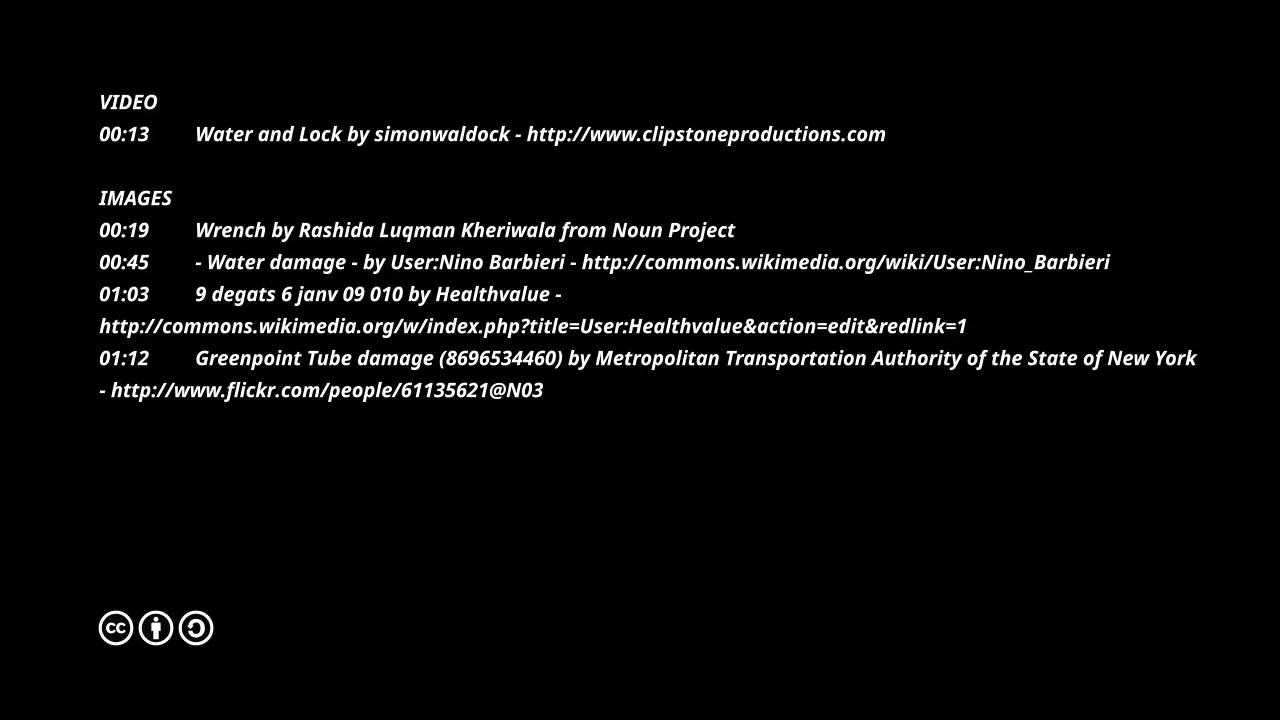 VIDEO
00:13 Water and Lock by simonwaldock - http://www.clipstoneproductions.com
IMAGES
00:19 Wrench by Rashida Luqman Kheriwala from Noun Project
00:45 - Water damage - by User:Nino Barbieri - http://commons.wikimedia.org/wiki/User:Nino_Barbieri
01:03 9 degats 6 janv 09 010 by Healthvalue -
http://commons.wikimedia.org/w/index.php?title=User:Healthvalue&action=edit&redlink=1
01:12 Greenpoint Tube damage (8696534460) by Metropolitan Transportation Authority of the State of New York
- http://www.flickr.com/people/61135621@N03
cc